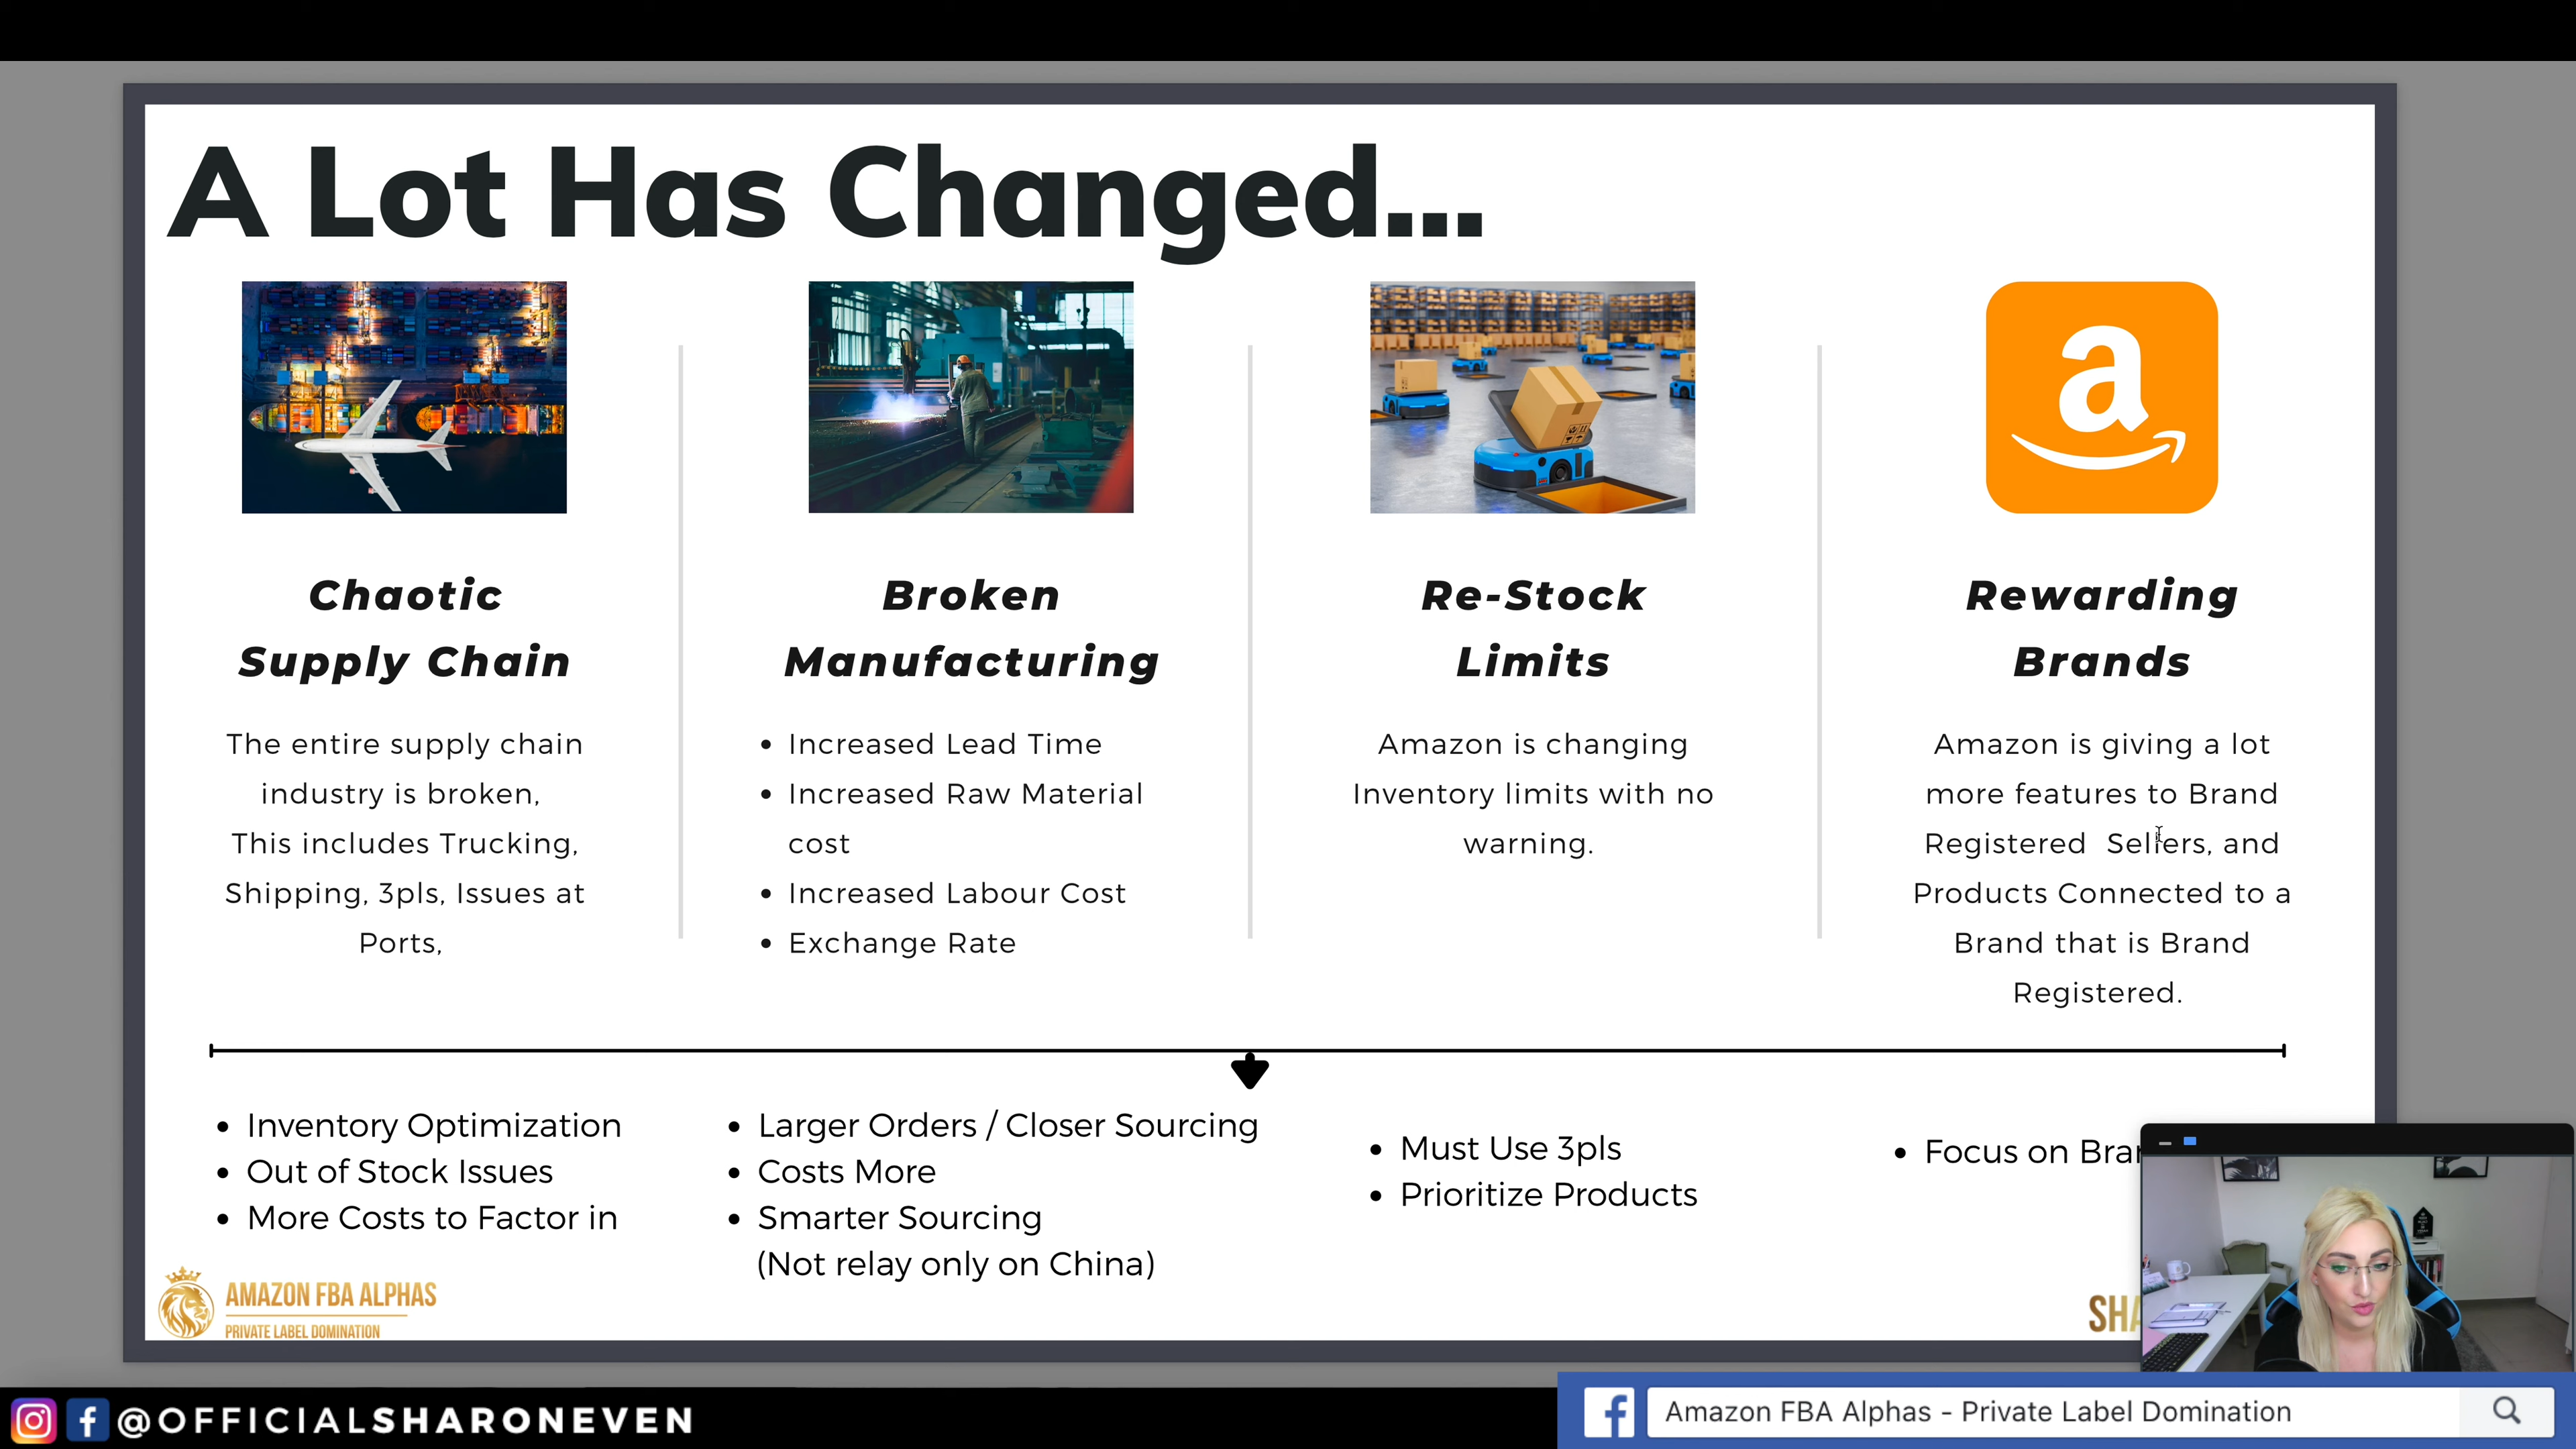 A Lot Has Changed...
Chaotic
Supply Chain
The entire supply chain
industry is broken,
This includes Trucking,
Shipping, 3pls, Issues at
Ports,
Broken
Manufacturing
• Increased Lead Time
• Increased Raw Material
cost
• Increased Labour Cost
• Exchange Rate
Re-Stock
Limits
Amazon is changing
Inventory limits with no
warning.
a
Rewarding
Brands
Amazon is giving a lot
more features to Brand
Registered Sellers, and
Products Connected to a
Brand that is Brand
Registered.
• Inventory Optimization
• Out of Stock Issues
• More Costs to Factor in
• Larger Orders / Closer Sourcing
• Costs More
• Smarter Sourcing
(Not relay only on China)
• Must Use 3pls
• Prioritize Products
• Focus on Bra
AMAZON FBA ALPHAS
PRIVATE LABEL DOMINATION
SHA
@OFFICIALSHARONEVEN
Amazon FBA Alphas - Private Label Domination